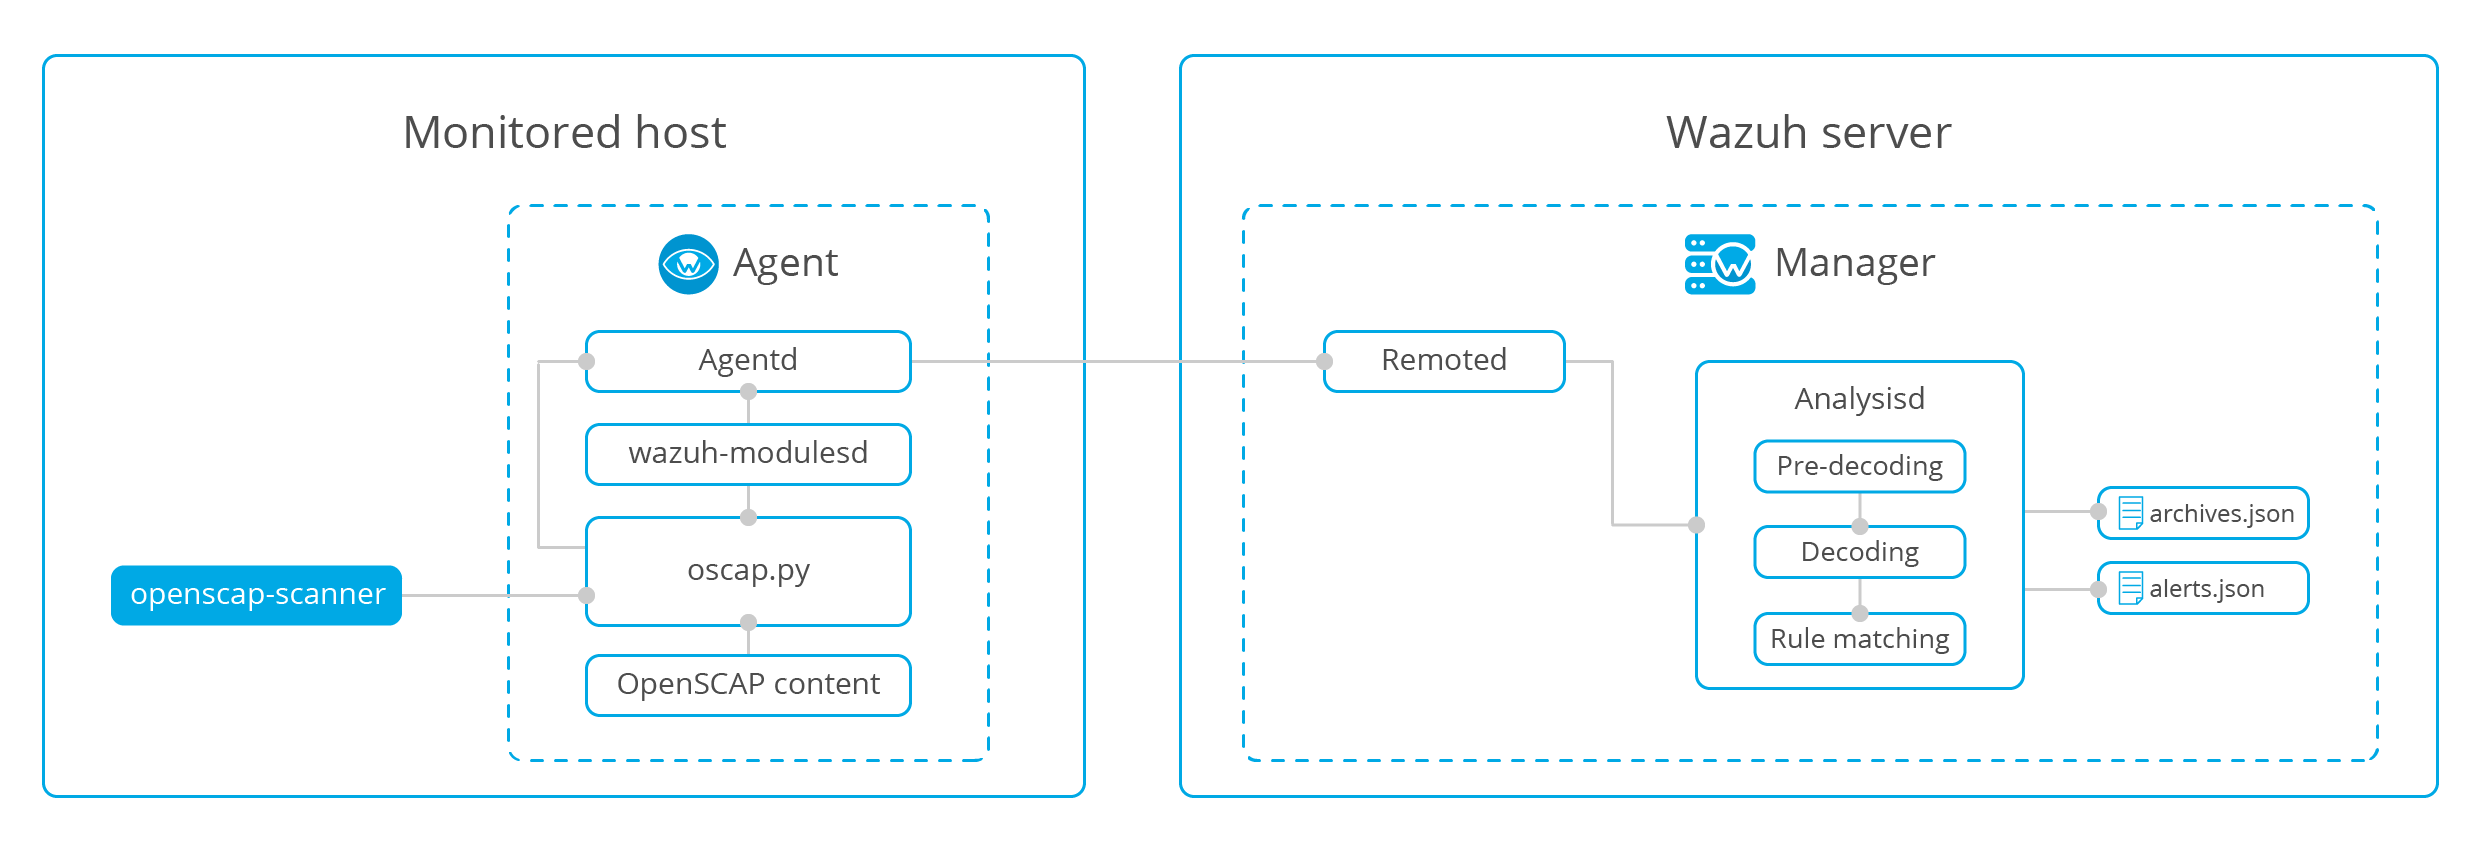 Monitored host
Agent
Agentd
wazuh-modulesd
oscap.py
openscap-scanner
OpenSCAP content
Wazuh server
Manager
Remoted
Analysisd
Pre-decoding
Decoding
Rule matching
archives.json
alerts.json